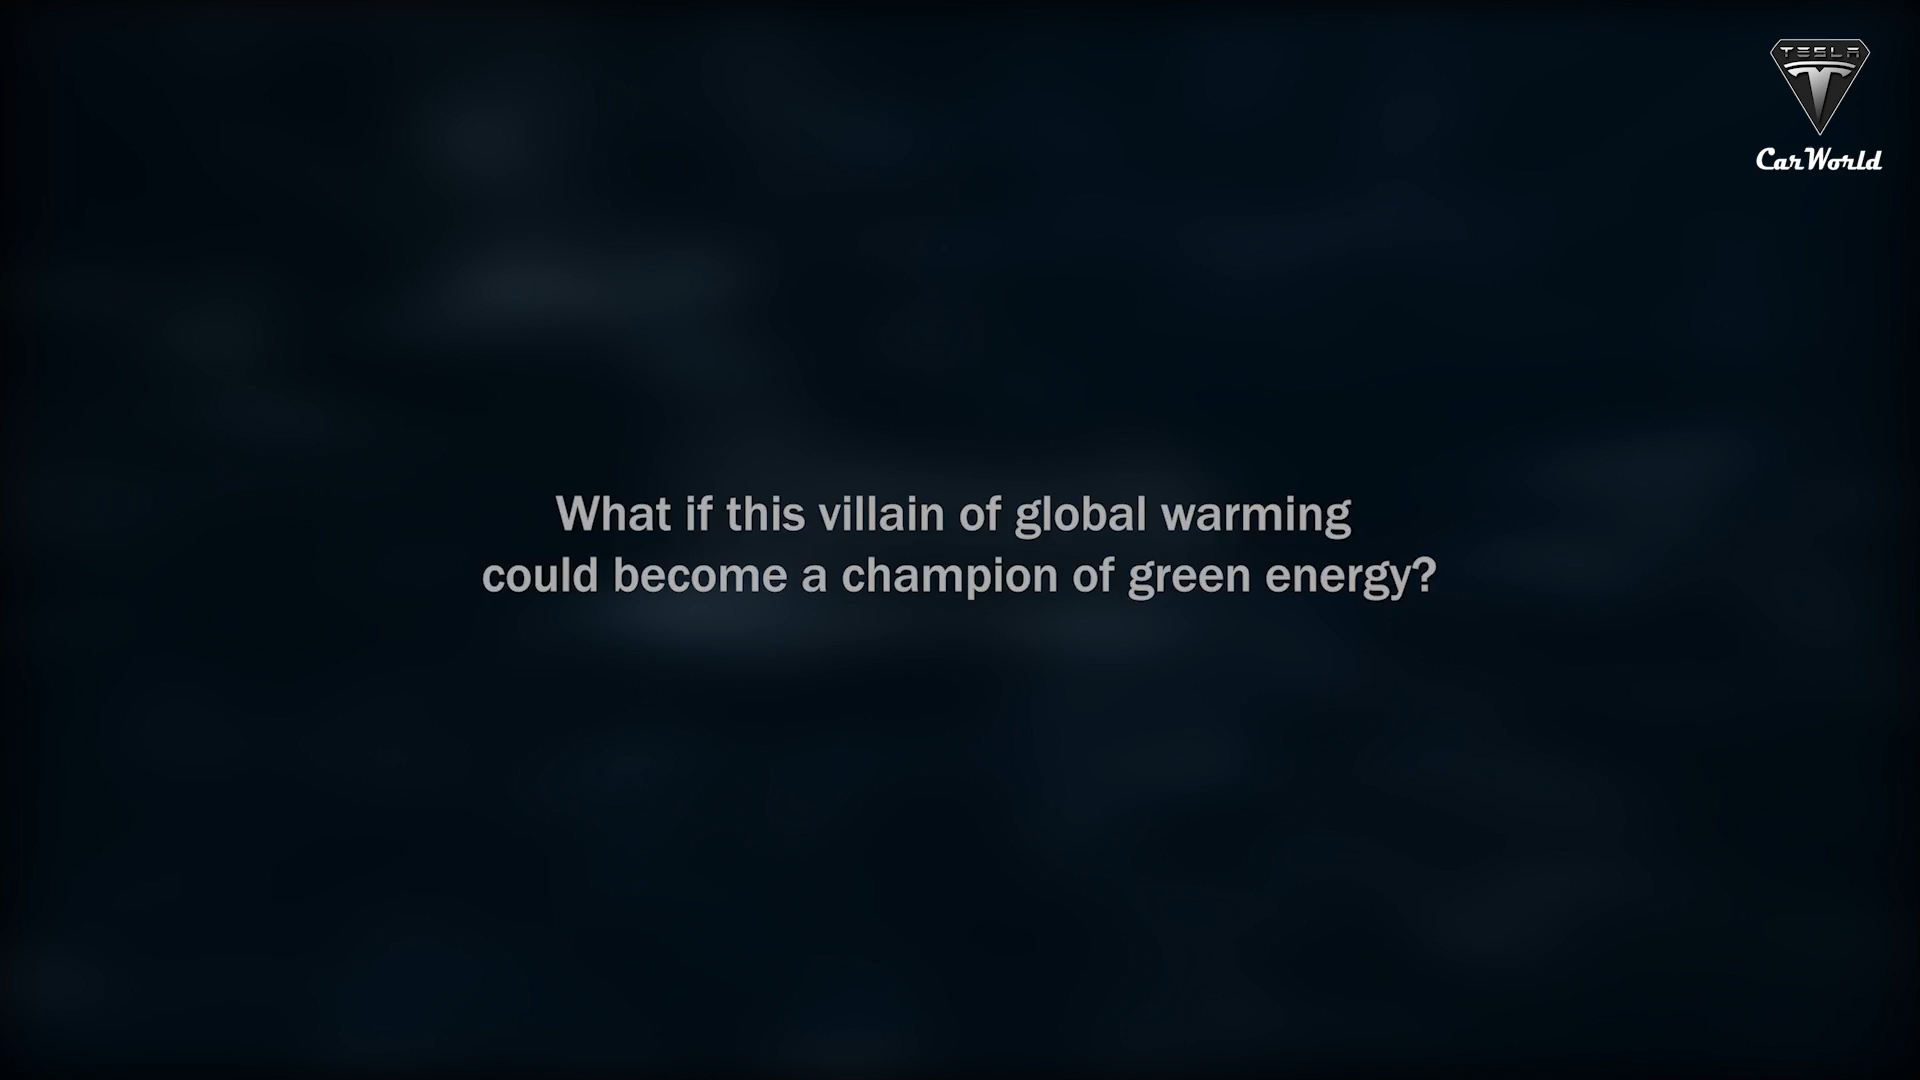 TESLA
CarWorld
What if this villain of global warming
could become a champion of green energy?